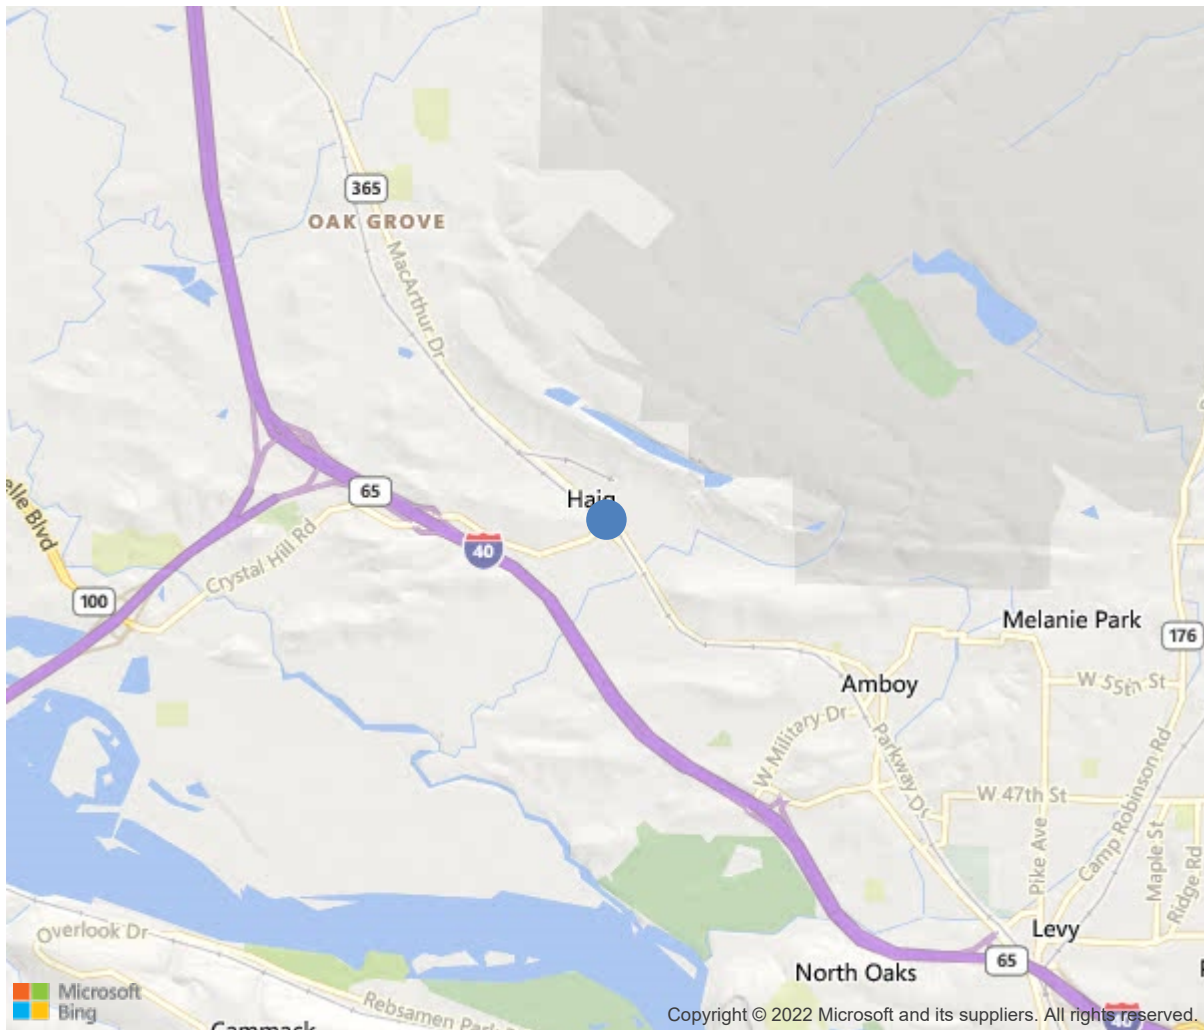 365
OAK GROVE
MacArthur Dr
Haig
65
40
elle Blvd
Crystal Hill Rd
100
Melanie Park
176
W 55th St
Amboy
W Military Dr
Parkway Dr
W 47th St
Camp Robinson Rd
Pike Ave
Maple St
Ridge Rd
Levy
65
North Oaks
Overlook Dr
Rebsamen Park
Cammack
Microsoft
Bing
Copyright © 2022 Microsoft and its suppliers. All rights reserved.